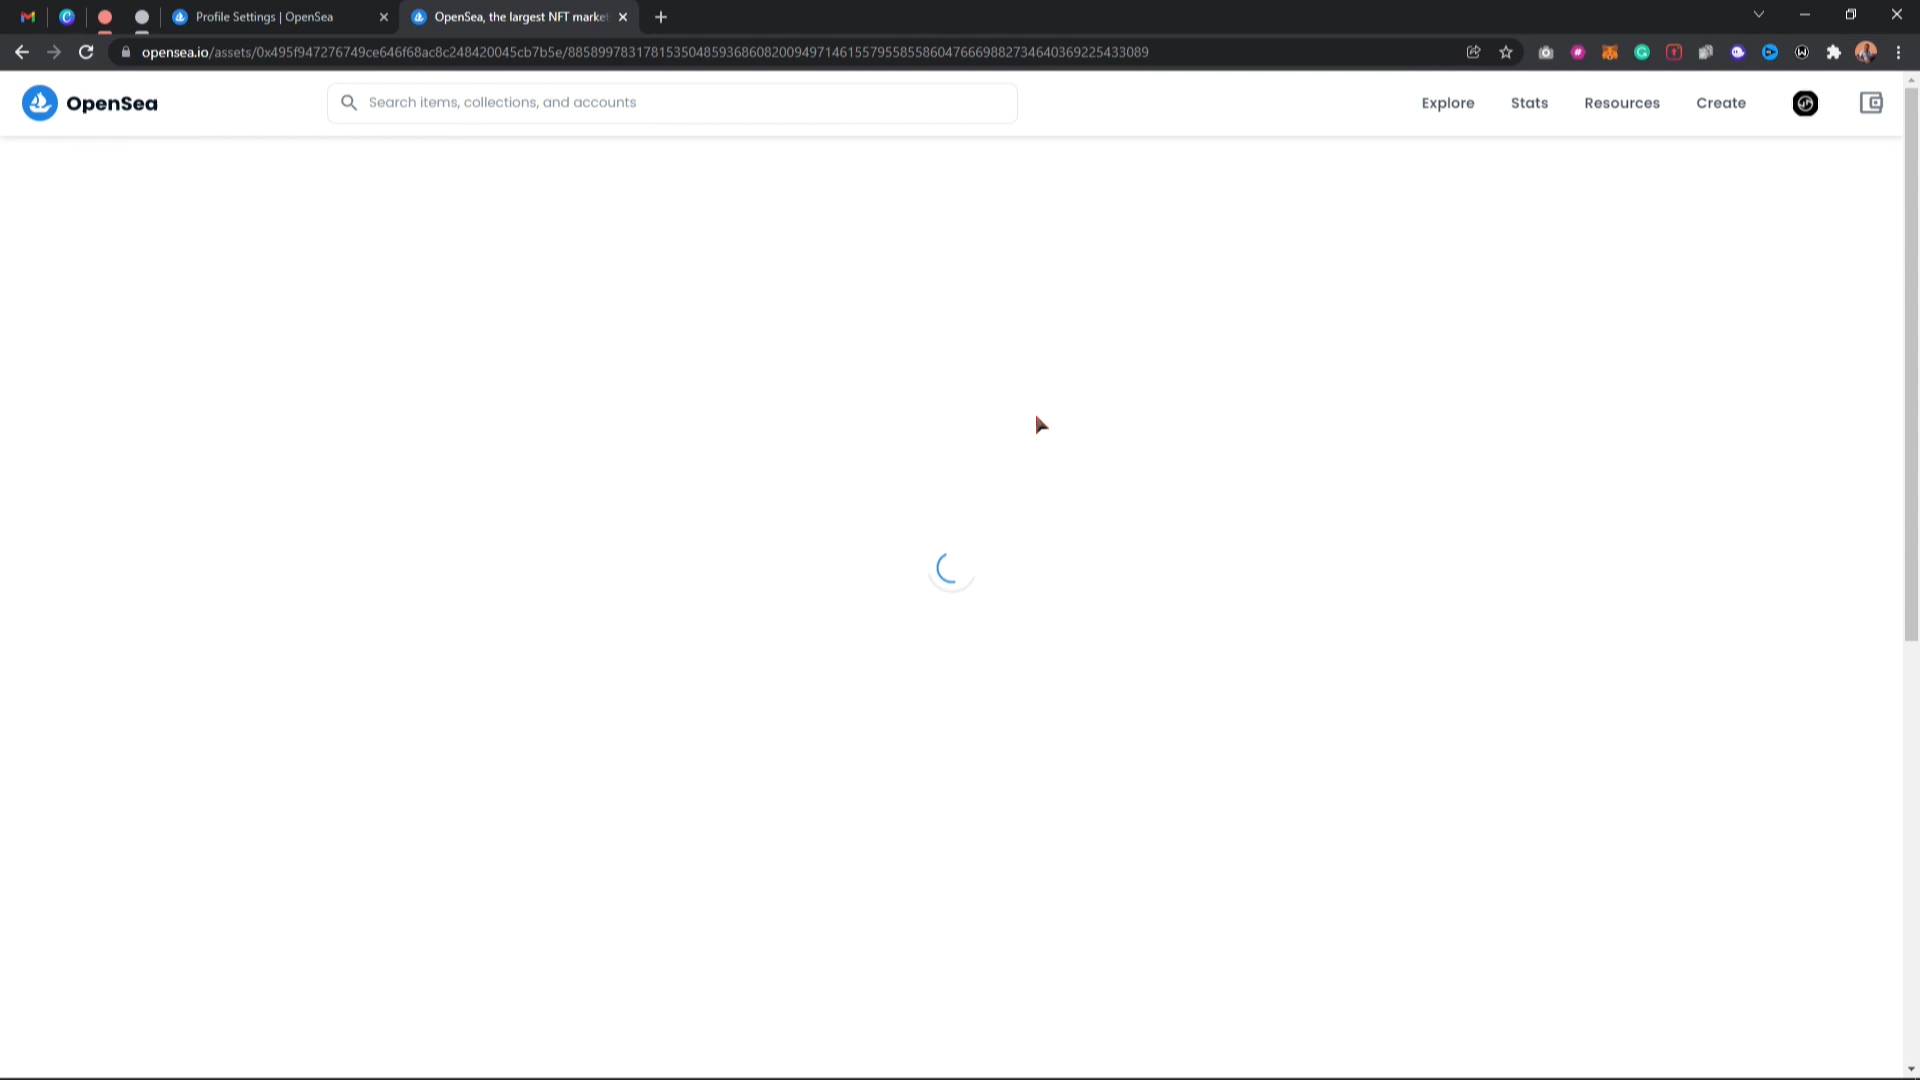 Profile Settings | OpenSea
OpenSea, the largest NFT marke
opensea.io/assets/0x495f947276749ce646f68ac8c248420045cb7b5e/88589978317815350485936860820094971461557955855860476669882734640369225433089
OpenSea
Search items, collections, and accounts
Explore
Stats
Resources
Create